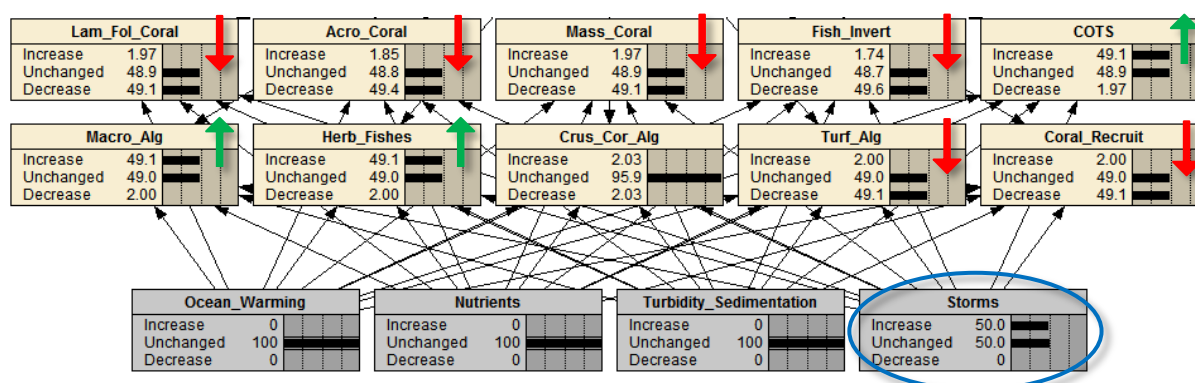 Lam_Fol_Coral
Increase 1.97
Unchanged 48.9
Decrease 49.1
Acro_Coral
Increase 1.85
Unchanged 48.8
Decrease 49.4
Mass_Coral
Increase 1.97
Unchanged 48.9
Decrease 49.1
Fish_Invert
Increase 1.74
Unchanged 48.7
Decrease 49.6
COTS
Increase 49.1
Unchanged 48.9
Decrease 1.97
Macro_Alg
Increase 49.1
Unchanged 49.0
Decrease 2.00
Herb_Fishes
Increase 49.1
Unchanged 49.0
Decrease 2.00
Crus_Cor_Alg
Increase 2.03
Unchanged 95.9
Decrease 2.03
Turf_Alg
Increase 2.00
Unchanged 49.0
Decrease 49.1
Coral_Recruit
Increase 2.00
Unchanged 49.0
Decrease 49.1
Ocean_Warming
Increase 0
Unchanged 100
Decrease 0
Nutrients
Increase 0
Unchanged 100
Decrease 0
Turbidity_Sedimentation
Increase 0
Unchanged 100
Decrease 0
Storms
Increase 50.0
Unchanged 50.0
Decrease 0